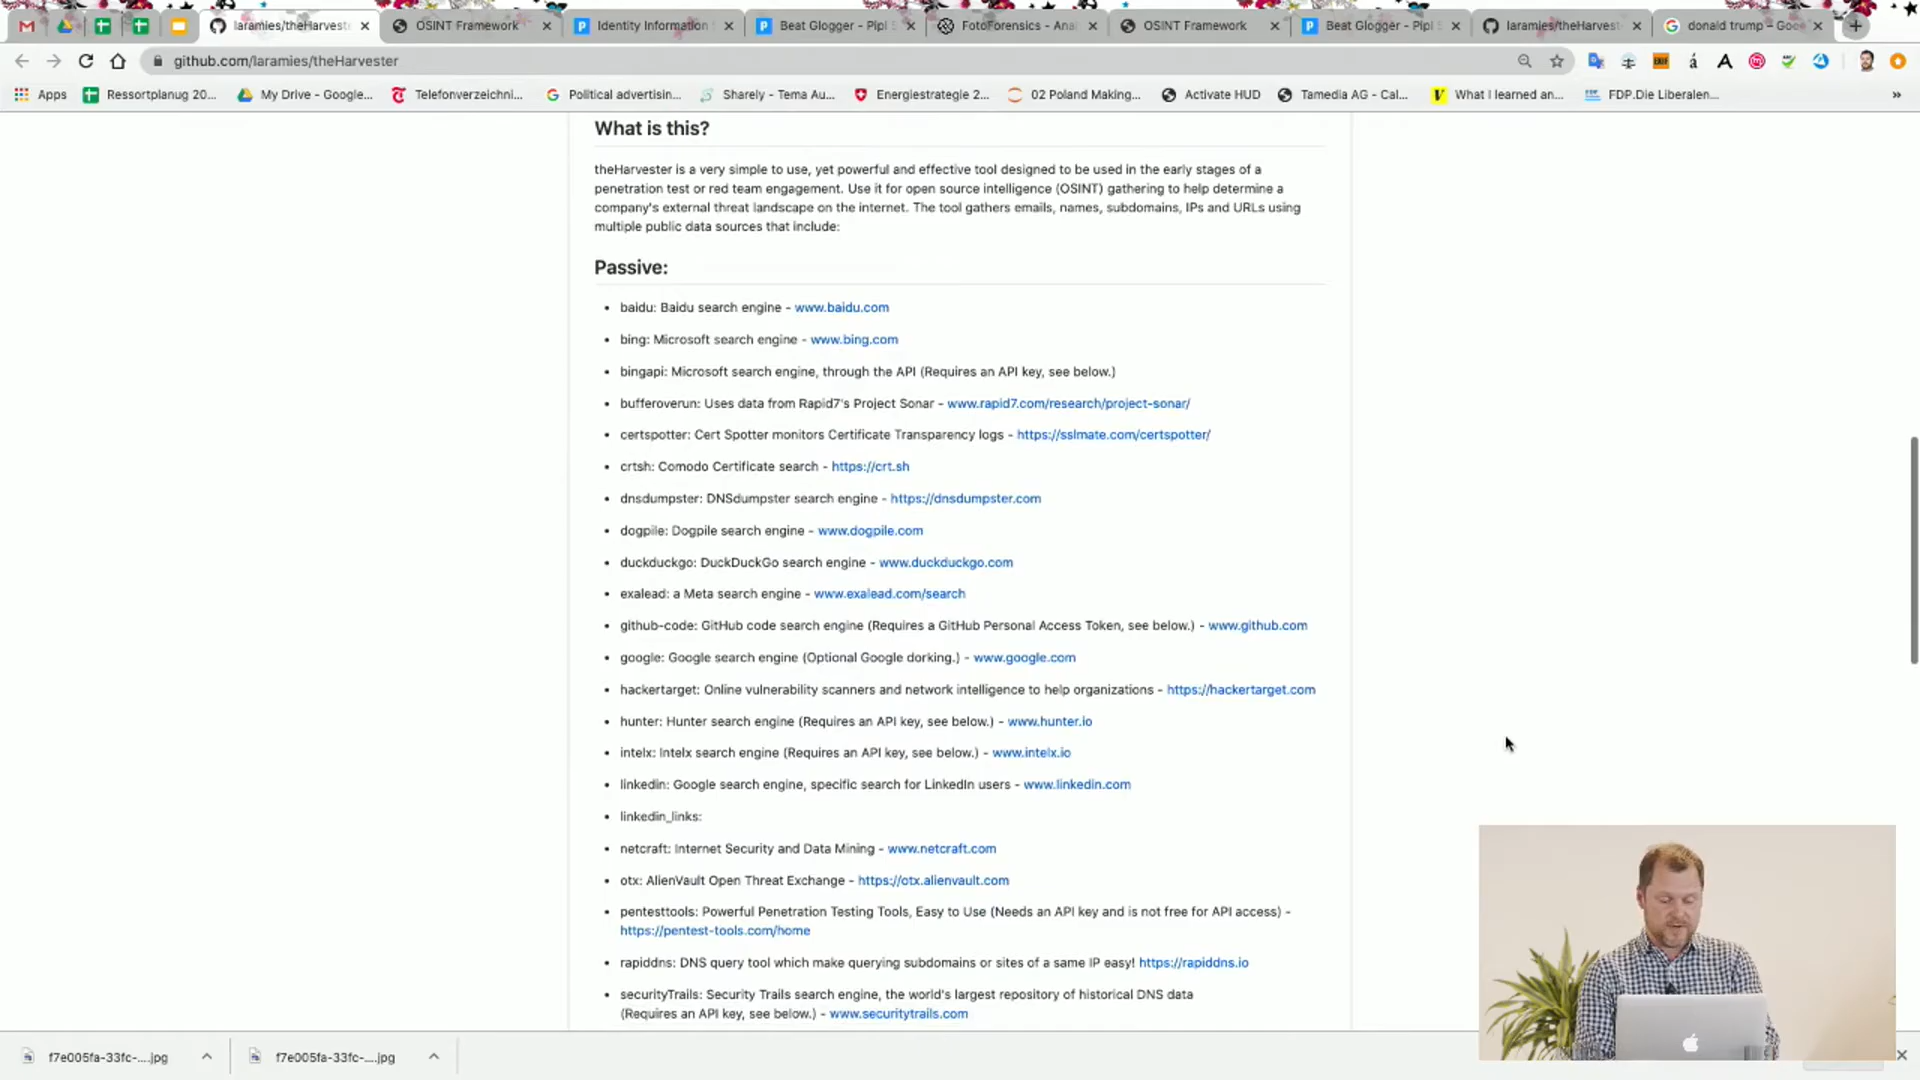 laramies/theHarvest
OSINT Framework
Identity Information
Beat Glogger - Pipl S
FotoForensics - Anal
OSINT Framework
Beat Glogger - Pipl S
laramies/theHarvest
donald trump - Goo
github.com/laramies/theHarvester
Apps
Ressortplanug 20...
My Drive - Google...
Telefonverzeichni...
Political advertisin...
Sharely - Tema Au...
Energiestrategie 2...
02 Poland Making...
Activate HUD
Tamedia AG - Cal...
What I learned an...
FDP.Die Liberalen...
»
What is this?
theHarvester is a very simple to use, yet powerful and effective tool designed to be used in the early stages of a
penetration test or red team engagement. Use it for open source intelligence (OSINT) gathering to help determine a
company's external threat landscape on the internet. The tool gathers emails, names, subdomains, IPs and URLs using
multiple public data sources that include:
Passive:
• baidu: Baidu search engine - www.baidu.com
• bing: Microsoft search engine - www.bing.com
• bingapi: Microsoft search engine, through the API (Requires an API key, see below.)
• bufferoverun: Uses data from Rapid7's Project Sonar - www.rapid7.com/research/project-sonar/
• certspotter: Cert Spotter monitors Certificate Transparency logs - https://sslmate.com/certspotter/
• crtsh: Comodo Certificate search - https://crt.sh
• dnsdumpster: DNSdumpster search engine - https://dnsdumpster.com
• dogpile: Dogpile search engine - www.dogpile.com
• duckduckgo: DuckDuckGo search engine - www.duckduckgo.com
• exalead: a Meta search engine - www.exalead.com/search
• github-code: GitHub code search engine (Requires a GitHub Personal Access Token, see below.) - www.github.com
• google: Google search engine (Optional Google dorking.) - www.google.com
• hackertarget: Online vulnerability scanners and network intelligence to help organizations - https://hackertarget.com
• hunter: Hunter search engine (Requires an API key, see below.) - www.hunter.io
• intelx: Intelx search engine (Requires an API key, see below.) - www.intelx.io
• linkedin: Google search engine, specific search for LinkedIn users - www.linkedin.com
• linkedin_links:
• netcraft: Internet Security and Data Mining - www.netcraft.com
• otx: AlienVault Open Threat Exchange - https://otx.alienvault.com
• pentesttools: Powerful Penetration Testing Tools, Easy to Use (Needs an API key and is not free for API access) -
https://pentest-tools.com/home
• rapiddns: DNS query tool which make querying subdomains or sites of a same IP easy! https://rapiddns.io
• securityTrails: Security Trails search engine, the world's largest repository of historical DNS data
(Requires an API key, see below.) - www.securitytrails.com
f7e005fa-33fc-....jpg
f7e005fa-33fc-....jpg